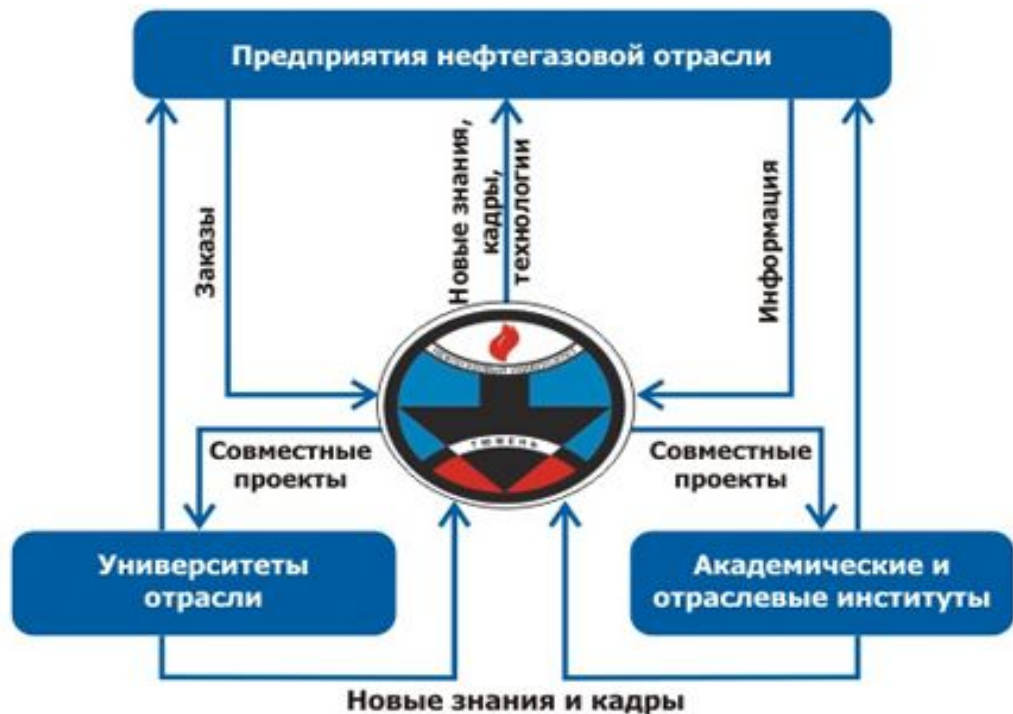 Предприятия нефтегазовой отрасли
Заказы
Новые знания,
кадры,
технологии
Информация
ТЮМЕНЬ
Совместные
проекты
Совместные
проекты
Университеты
отрасли
Академические и
отраслевые институты
Новые знания и кадры